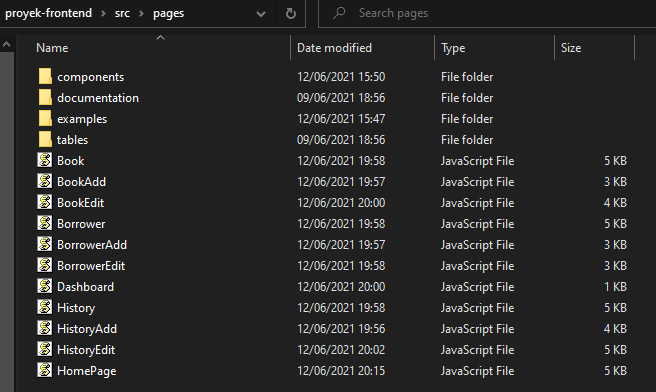 proyek-frontend > src > pages Search pages
Name Date modified Type Size
components 12/06/2021 15:50 File folder
documentation 09/06/2021 18:56 File folder
examples 12/06/2021 15:47 File folder
tables 09/06/2021 18:56 File folder
Book 12/06/2021 19:58 JavaScript File 5 KB
BookAdd 12/06/2021 19:57 JavaScript File 3 KB
BookEdit 12/06/2021 20:00 JavaScript File 4 KB
Borrower 12/06/2021 19:58 JavaScript File 5 KB
BorrowerAdd 12/06/2021 19:57 JavaScript File 3 KB
BorrowerEdit 12/06/2021 19:58 JavaScript File 3 KB
Dashboard 12/06/2021 20:00 JavaScript File 1 KB
History 12/06/2021 19:58 JavaScript File 5 KB
HistoryAdd 12/06/2021 19:56 JavaScript File 4 KB
HistoryEdit 12/06/2021 20:02 JavaScript File 5 KB
HomePage 12/06/2021 20:15 JavaScript File 5 KB